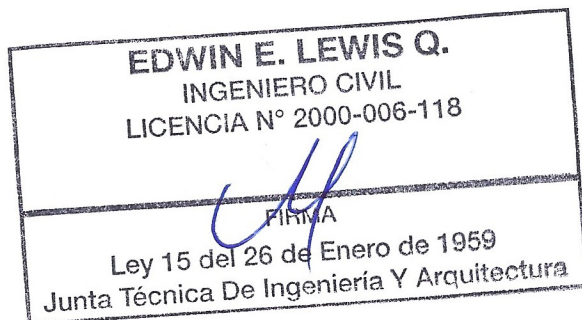 EDWIN E. LEWIS Q.
INGENIERO CIVIL
LICENCIA N° 2000-006-118
FIRMA
Ley 15 del 26 de Enero de 1959
Junta Técnica De Ingeniería Y Arquitectura